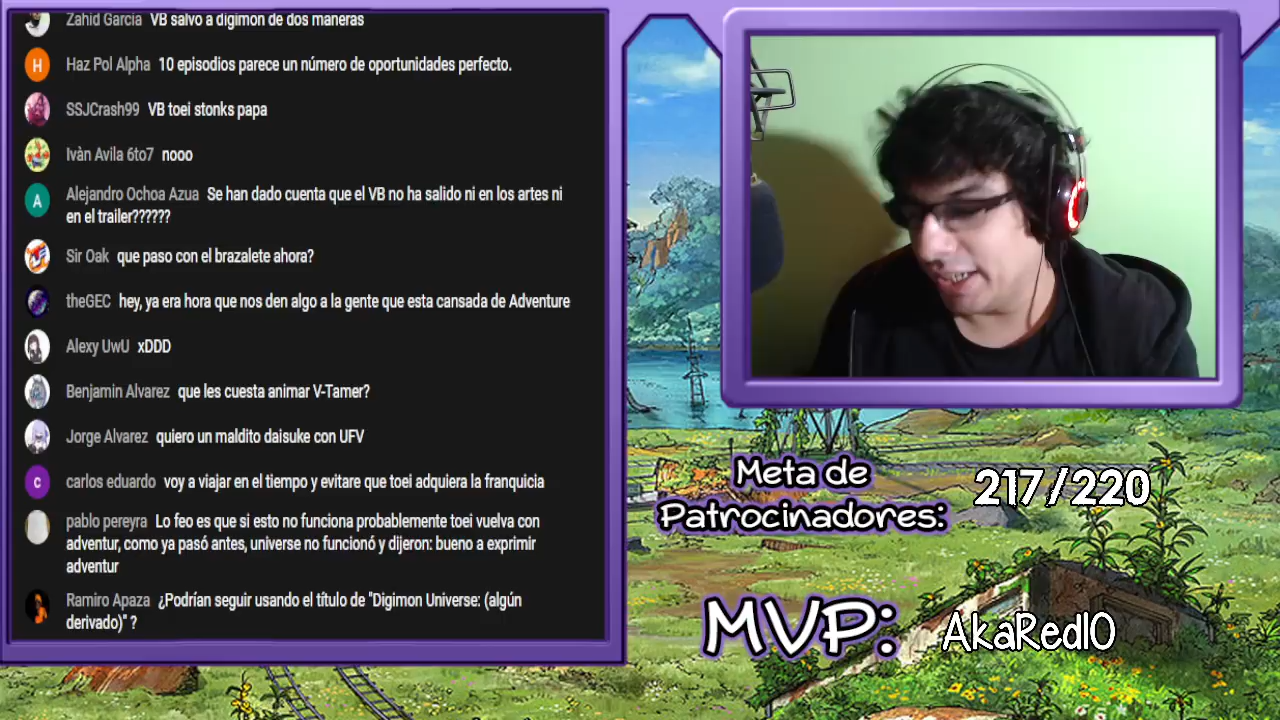 Zahid Garcia VB salvo a digimon de dos maneras
H Haz Pol Alpha 10 episodios parece un número de oportunidades perfecto.
SSJCrash99 VB toei stonks papa
Ivàn Avila 6to7 nooo
A Alejandro Ochoa Azua Se han dado cuenta que el VB no ha salido ni en los artes ni
en el trailer??????
Sir Oak que paso con el brazalete ahora?
theGEC hey, ya era hora que nos den algo a la gente que esta cansada de Adventure
Alexy UwU xDDD
Benjamin Alvarez que les cuesta animar V-Tamer?
Jorge Alvarez quiero un maldito daisuke con UFV
c carlos eduardo voy a viajar en el tiempo y evitare que toei adquiera la franquicia
pablo pereyra Lo feo es que si esto no funciona probablemente toei vuelva con
adventur, como ya pasó antes, universe no funcionó y dijeron: bueno a exprimir
adventur
Ramiro Apaza ¿Podrían seguir usando el título de "Digimon Universe: (algún
derivado)" ?
Meta de
Patrocinadores: 217/220
MVP: AkaRed10